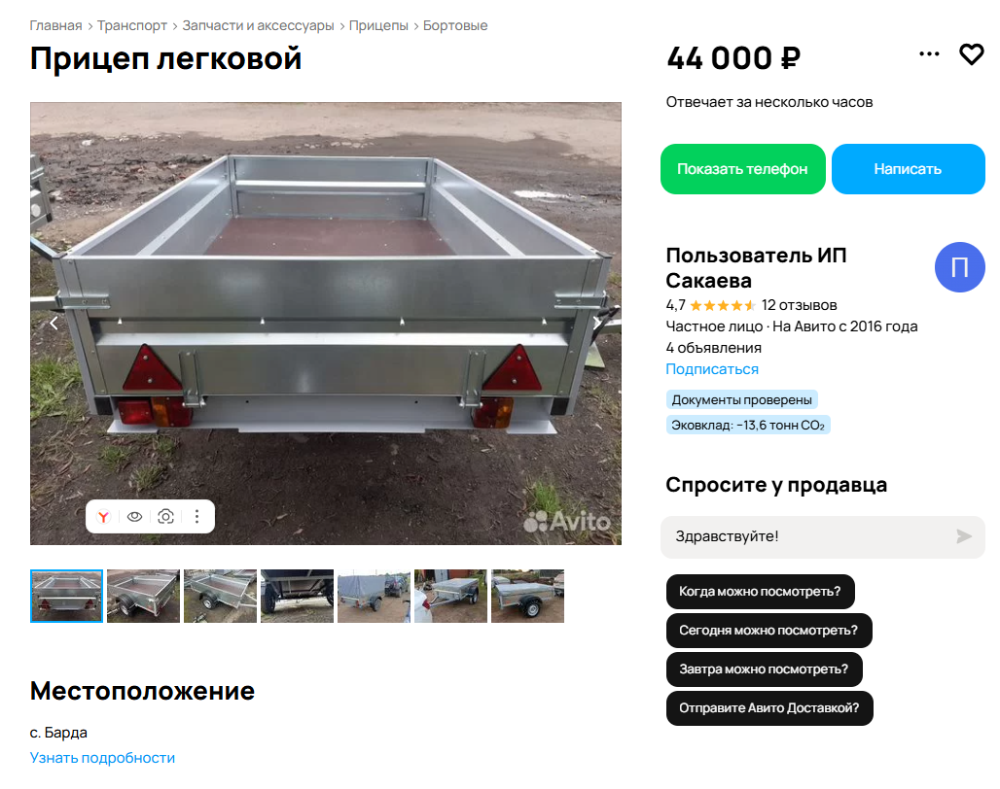 Главная › Транспорт › Запчасти и аксессуары › Прицепы › Бортовые
Прицеп легковой
Avito
Местоположение
с. Барда
Узнать подробности
44 000 ₽
Отвечает за несколько часов
Показать телефон
Написать
Пользователь ИП
Сакаева
П
4,7 12 отзывов
Частное лицо · На Авито с 2016 года
4 объявления
Подписаться
Документы проверены
Эковклад: −13,6 тонн CO₂
Спросите у продавца
Здравствуйте!
Когда можно посмотреть?
Сегодня можно посмотреть?
Завтра можно посмотреть?
Отправите Авито Доставкой?